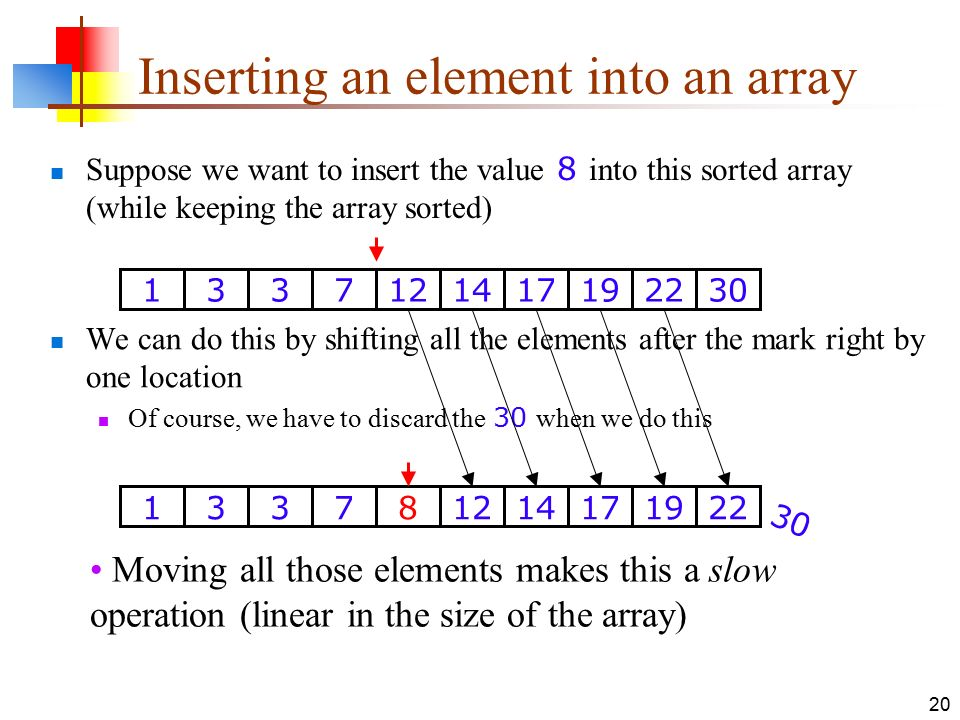 Inserting an element into an array
Suppose we want to insert the value 8 into this sorted array
(while keeping the array sorted)
1 3 3 7 12 14 17 19 22 30
We can do this by shifting all the elements after the mark right by
one location
Of course, we have to discard the 30 when we do this
1 3 3 7 8 12 14 17 19 22 30
• Moving all those elements makes this a slow
operation (linear in the size of the array)
20